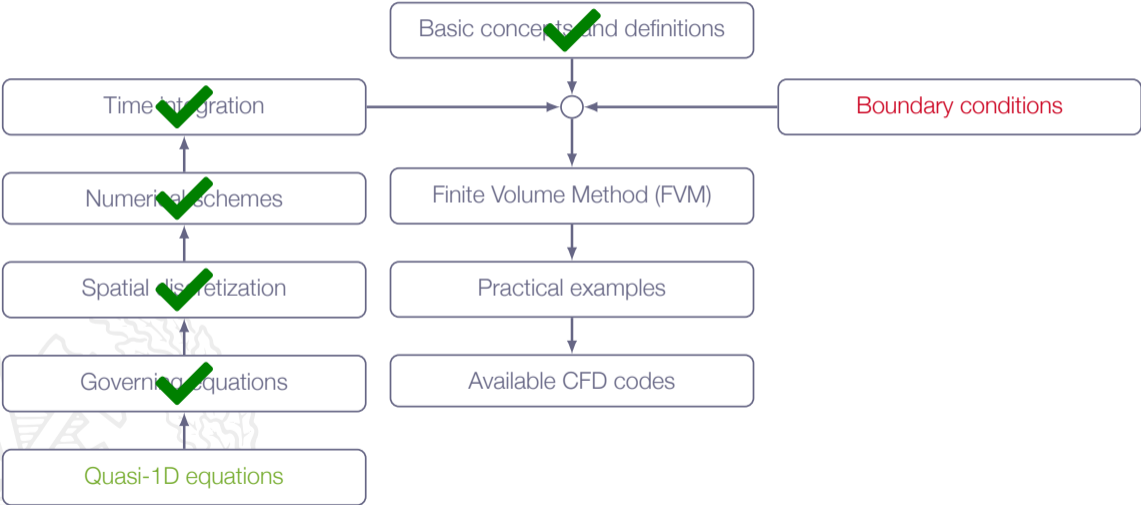 Basic concepts and definitions
Time integration
Boundary conditions
Numerical schemes
Finite Volume Method (FVM)
Spatial discretization
Practical examples
Governing equations
Available CFD codes
Quasi-1D equations